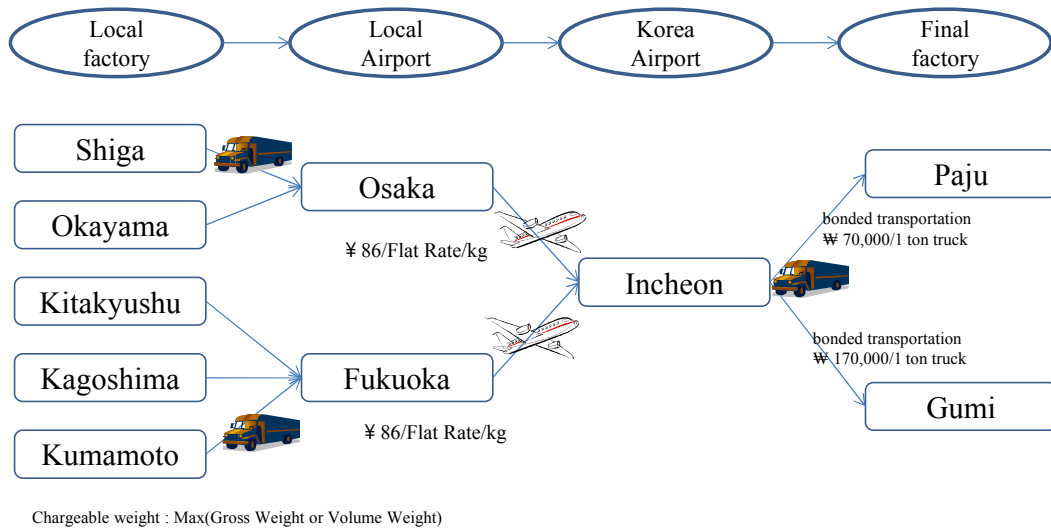 Local
factory
Local
Airport
Korea
Airport
Final
factory
Shiga
Okayama
Kitakyushu
Kagoshima
Kumamoto
Osaka
¥ 86/Flat Rate/kg
Fukuoka
¥ 86/Flat Rate/kg
Incheon
Paju
bonded transportation
₩ 70,000/1 ton truck
bonded transportation
₩ 170,000/1 ton truck
Gumi
Chargeable weight : Max(Gross Weight or Volume Weight)